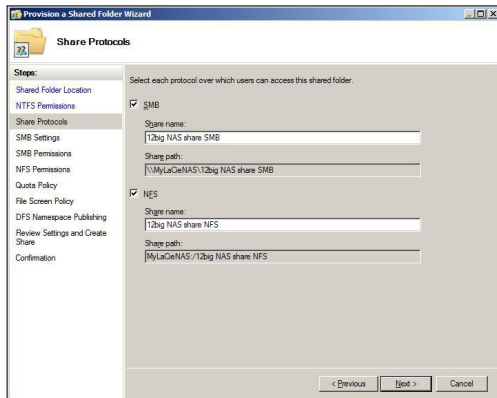 Provision a Shared Folder Wizard
Share Protocols
Steps:
Shared Folder Location
NTFS Permissions
Share Protocols
SMB Settings
SMB Permissions
NFS Permissions
Quota Policy
File Screen Policy
DFS Namespace Publishing
Review Settings and Create
Share
Confirmation
Select each protocol over which users can access this shared folder.
SMB
Share name:
12big NAS share SMB
Share path:
\\MyLaCieNAS\12big NAS share SMB
NFS
Share name:
12big NAS share NFS
Share path:
MyLaCieNAS:/12big NAS share NFS
< Previous
Next >
Cancel